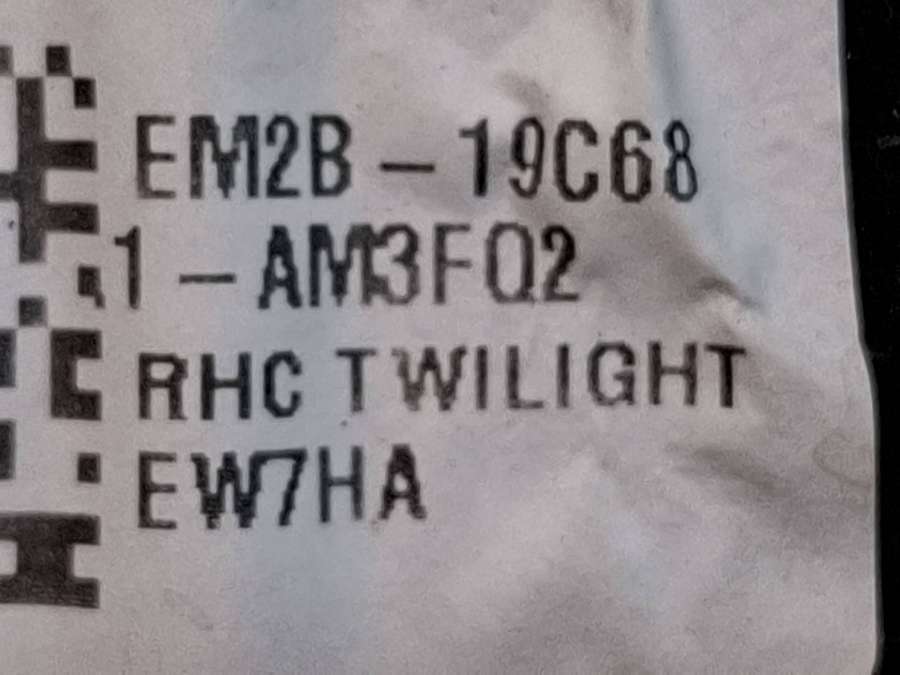 EM2B - 19C68
1 - AM3FQ2
RHC TWILIGHT
EW7HA